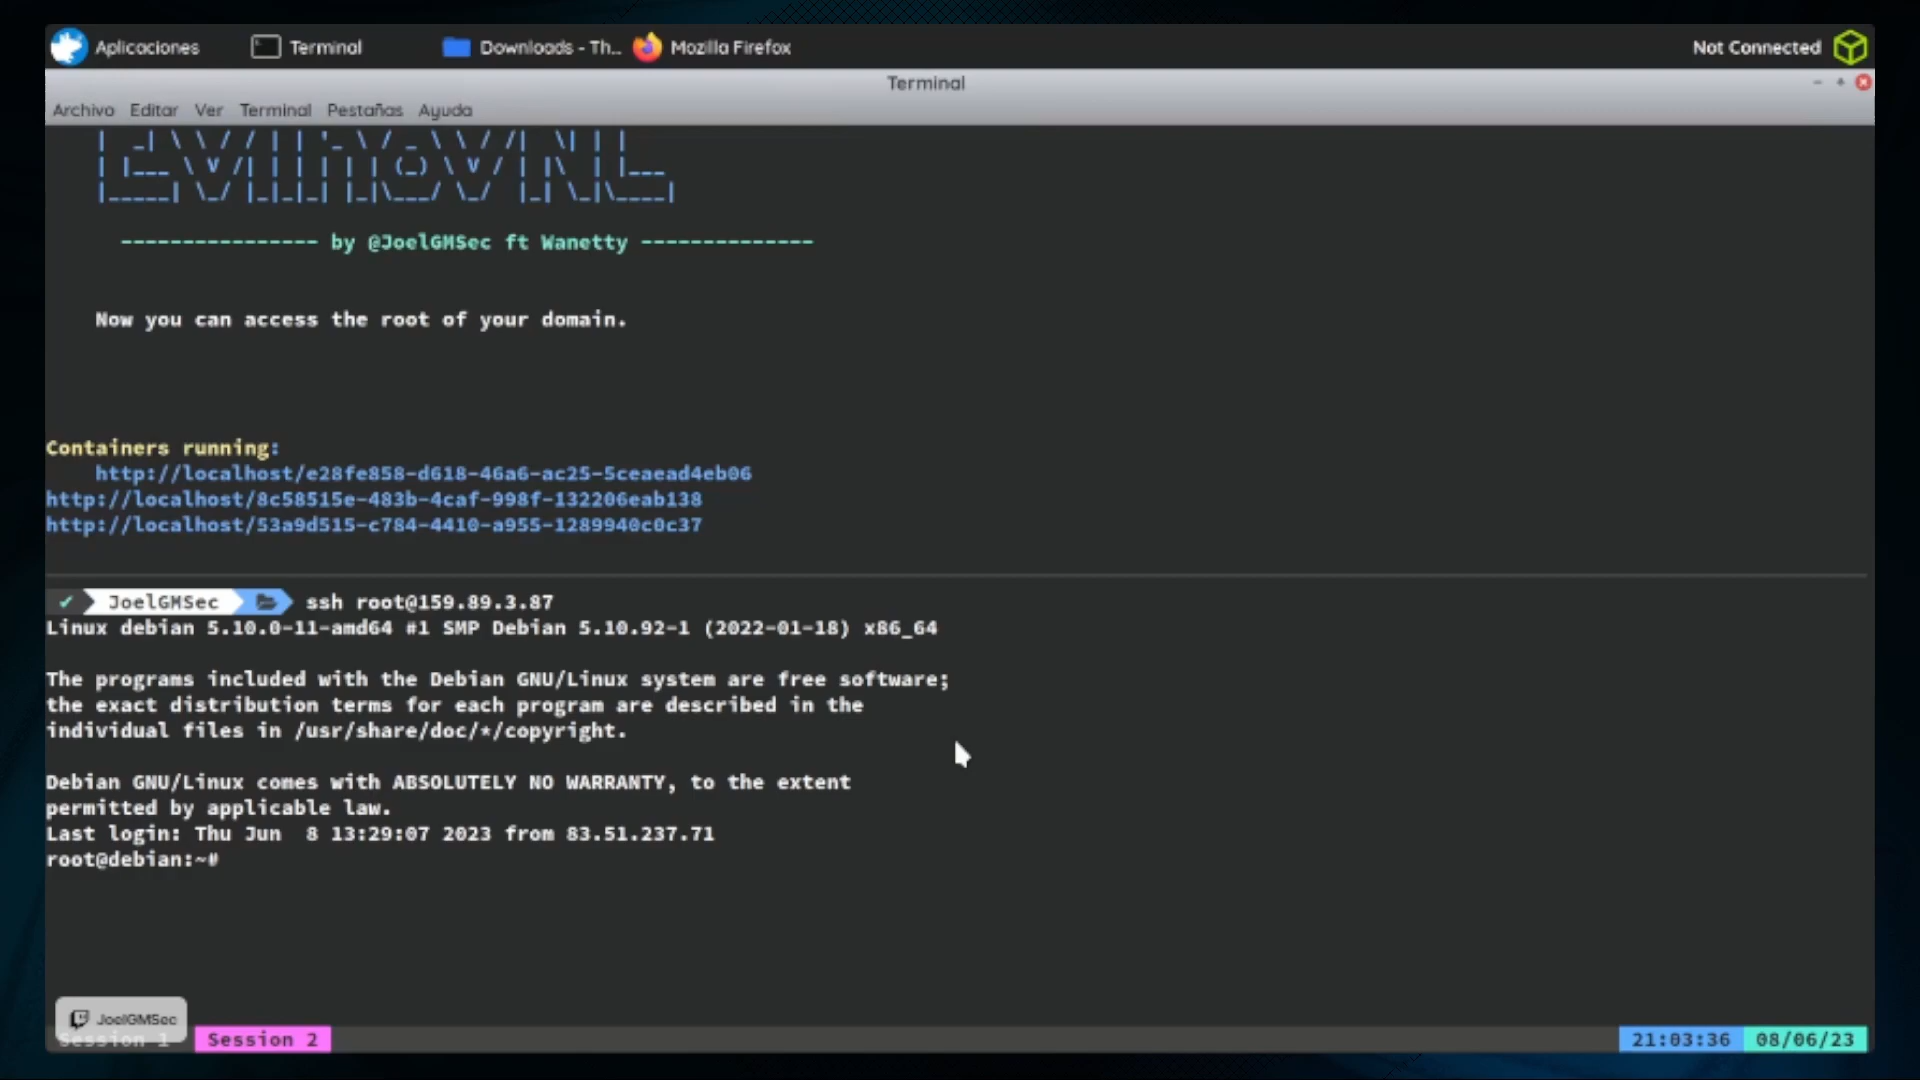 Aplicaciones
Terminal
Downloads - Th...
Mozilla Firefox
Not Connected
Terminal
Archivo Editar Ver Terminal Pestañas Ayuda
EvilnoVNC
---------------- by @JoelGMSec ft Wanetty --------------
Now you can access the root of your domain.
Containers running:
http://localhost/e28fe858-d618-46a6-ac25-5ceaead4eb06
http://localhost/8c58515e-483b-4caf-998f-132206eab138
http://localhost/53a9d515-c784-4410-a955-1289940c0c37
✔ JoelGMSec ssh root@159.89.3.87
Linux debian 5.10.0-11-amd64 #1 SMP Debian 5.10.92-1 (2022-01-18) x86_64
The programs included with the Debian GNU/Linux system are free software;
the exact distribution terms for each program are described in the
individual files in /usr/share/doc/*/copyright.
Debian GNU/Linux comes with ABSOLUTELY NO WARRANTY, to the extent
permitted by applicable law.
Last login: Thu Jun  8 13:29:07 2023 from 83.51.237.71
root@debian:~#
JoelGMSec
Session 1
Session 2
21:03:36
08/06/23